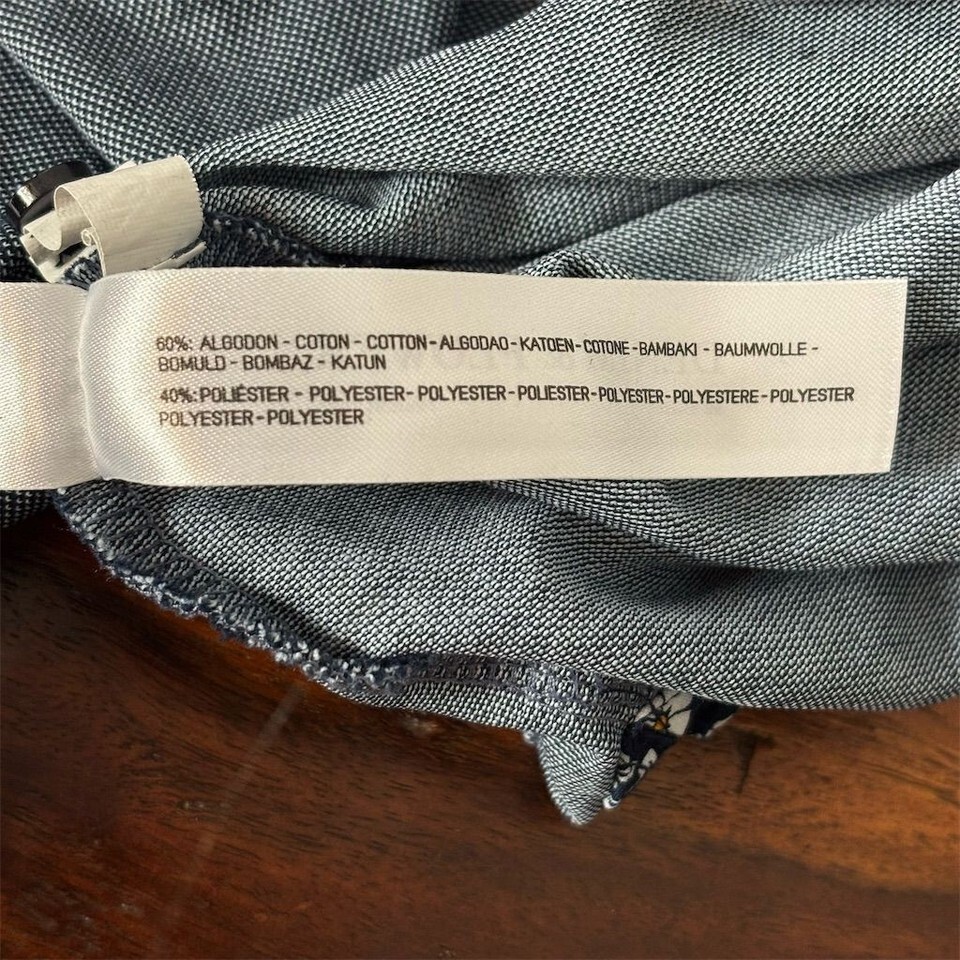 60%: ALGODON - COTON - COTTON - ALGODAO - KATOEN - COTONE - BAMBAKI - BAUMWOLLE -
BOMULD - BOMBAZ - KATUN
40%: POLIÉSTER - POLYESTER - POLYESTER - POLIESTER - POLYESTER - POLYESTERE - POLYESTER
POLYESTER - POLYESTER